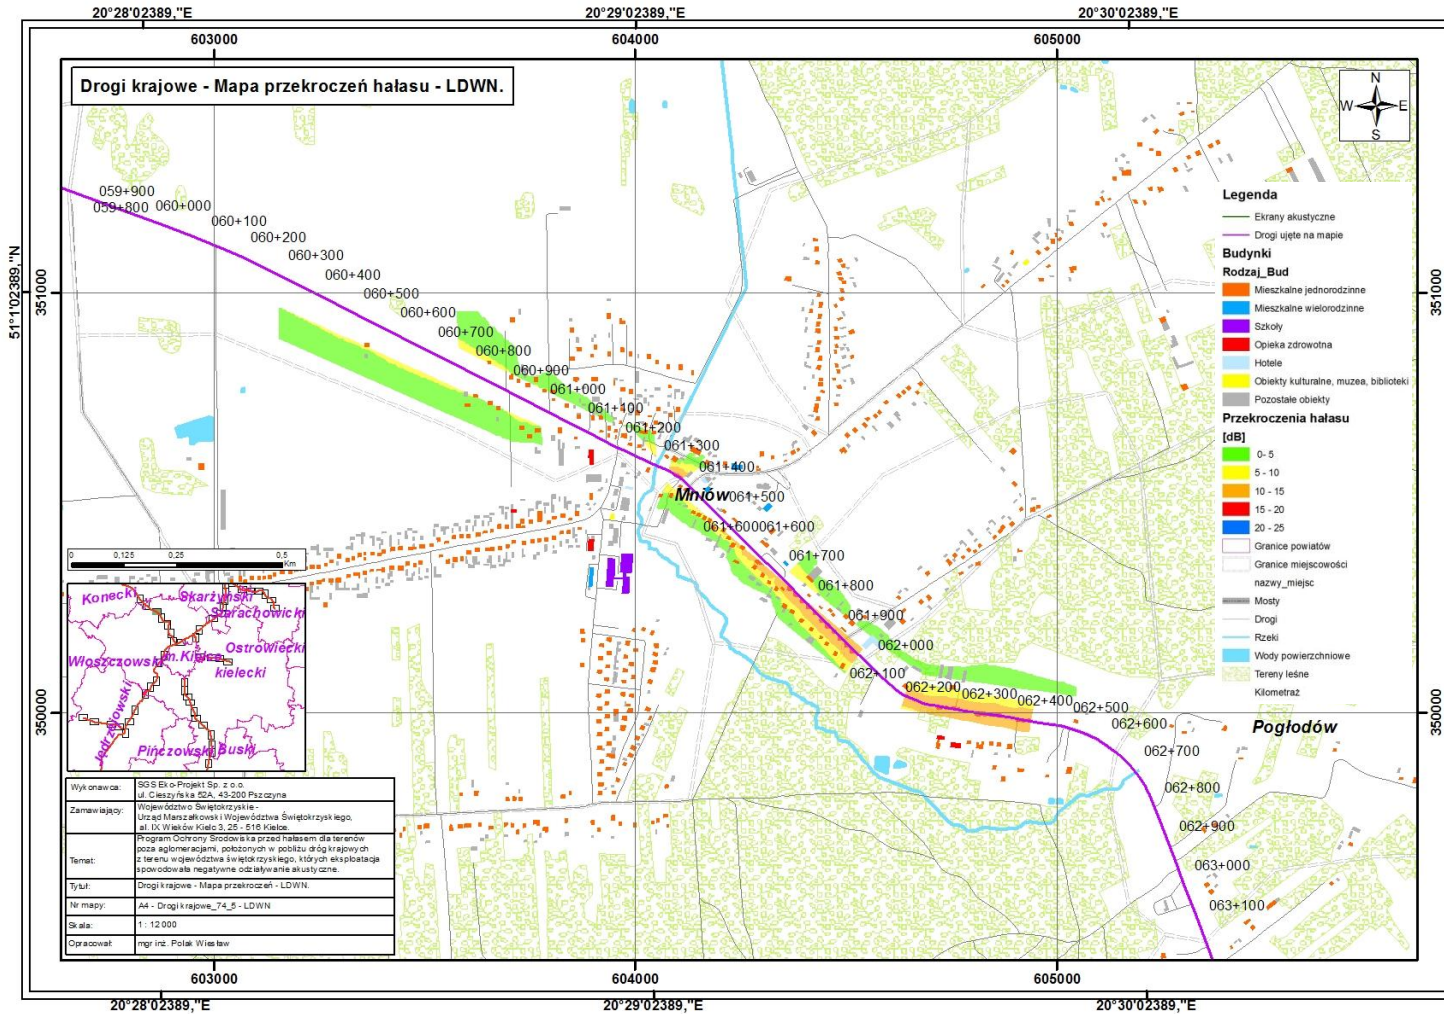 20°28'02389,"E
20°29'02389,"E
20°30'02389,"E
603000
604000
605000
Drogi krajowe - Mapa przekroczeń hałasu - LDWN.
N
W
E
S
51°1'02389,"N
351000
351000
350000
350000
059+900
059+800
060+000
060+100
060+200
060+300
060+400
060+500
060+600
060+700
060+800
060+900
061+000
061+100
061+200
061+300
061+400
Mniów
061+500
061+600
061+600
061+700
061+800
061+900
062+000
062+100
062+200
062+300
062+400
062+500
062+600
062+700
062+800
062+900
063+000
063+100
Pogłodów
Legenda
Ekrany akustyczne
Drogi ujęte na mapie
Budynki
Rodzaj_Bud
Mieszkalne jednorodzinne
Mieszkalne wielorodzinne
Szkoły
Opieka zdrowotna
Hotele
Obiekty kulturalne, muzea, biblioteki
Pozostałe obiekty
Przekroczenia hałasu
[dB]
0- 5
5 - 10
10 - 15
15 - 20
20 - 25
Granice powiatów
Granice miejscowości
nazwy_miejsc
Mosty
Drogi
Rzeki
Wody powierzchniowe
Tereny leśne
Kilometraż
0 0,125 0,25 0,5
Km
Konecki
Skarżyński
Starachowicki
Ostrowiecki
Włoszczowski
m.Kielce
kielecki
Jędrzejowski
Pińczowski
Buski
Wykonawca:
SGS Eko-Projekt Sp. z o.o.
ul. Cieszyńska 52A, 43-200 Pszczyna
Zamawiający:
Województwo Świętokrzyskie -
Urząd Marszałkowski Województwa Świętokrzyskiego,
al. IX Wieków Kielc 3, 25 - 516 Kielce.
Temat:
Program Ochrony Środowiska przed hałasem dla terenów
poza aglomeracjami, położonych w pobliżu dróg krajowych
z terenu województwa świętokrzyskiego, których eksploatacja
spowodowała negatywne odziaływanie akustyczne.
Tytuł:
Drogi krajowe - Mapa przekroczeń - LDWN.
Nr mapy:
A4 - Drogi krajowe_74_5 - LDWN
Skala:
1 : 12 000
Opracował:
mgr inż. Polak Wiesław
603000
604000
605000
20°28'02389,"E
20°29'02389,"E
20°30'02389,"E